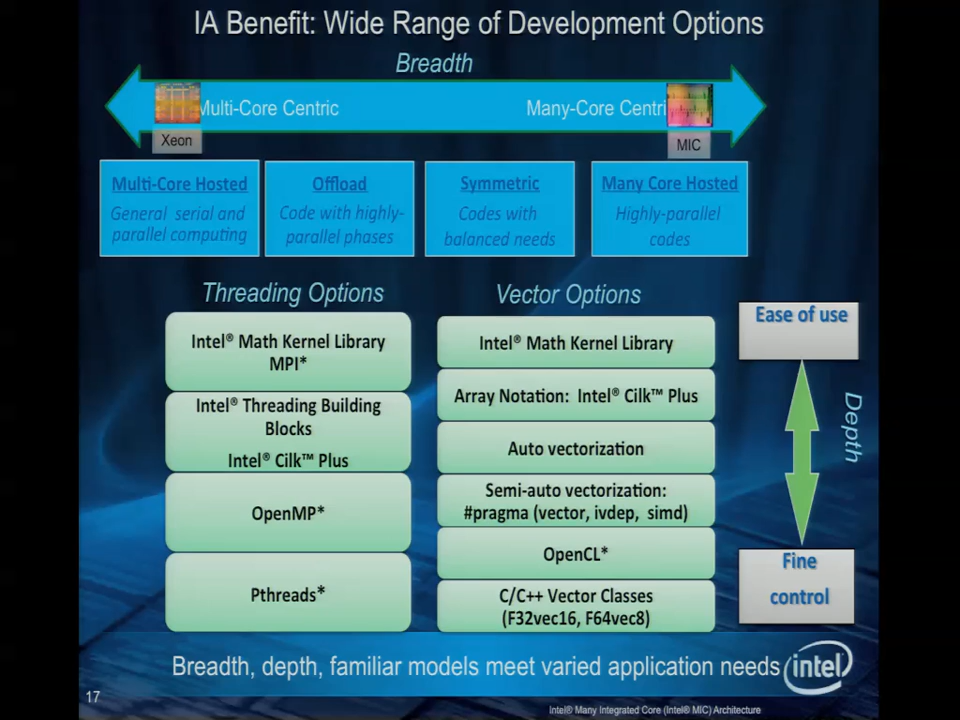 IA Benefit: Wide Range of Development Options
Breadth
Multi-Core Centric
Many-Core Centri
Xeon
MIC
Multi-Core Hosted
General serial and
parallel computing
Offload
Code with highly-
parallel phases
Symmetric
Codes with
balanced needs
Many Core Hosted
Highly-parallel
codes
Threading Options
Intel® Math Kernel Library
MPI*
Intel® Threading Building
Blocks
Intel® Cilk™ Plus
OpenMP*
Pthreads*
Vector Options
Intel® Math Kernel Library
Array Notation: Intel® Cilk™ Plus
Auto vectorization
Semi-auto vectorization:
#pragma (vector, ivdep, simd)
OpenCL*
C/C++ Vector Classes
(F32vec16, F64vec8)
Ease of use
Depth
Fine
control
Breadth, depth, familiar models meet varied application needs
intel
17
Intel® Many Integrated Core (Intel® MIC) Architecture